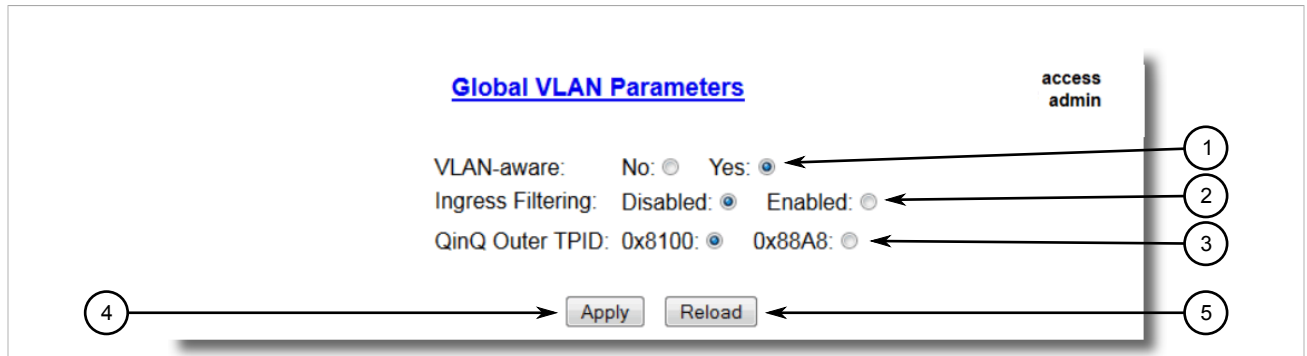 Global VLAN Parameters
access
admin
VLAN-aware: No: Yes:
1
Ingress Filtering: Disabled: Enabled:
2
QinQ Outer TPID: 0x8100: 0x88A8:
3
4
Apply
Reload
5